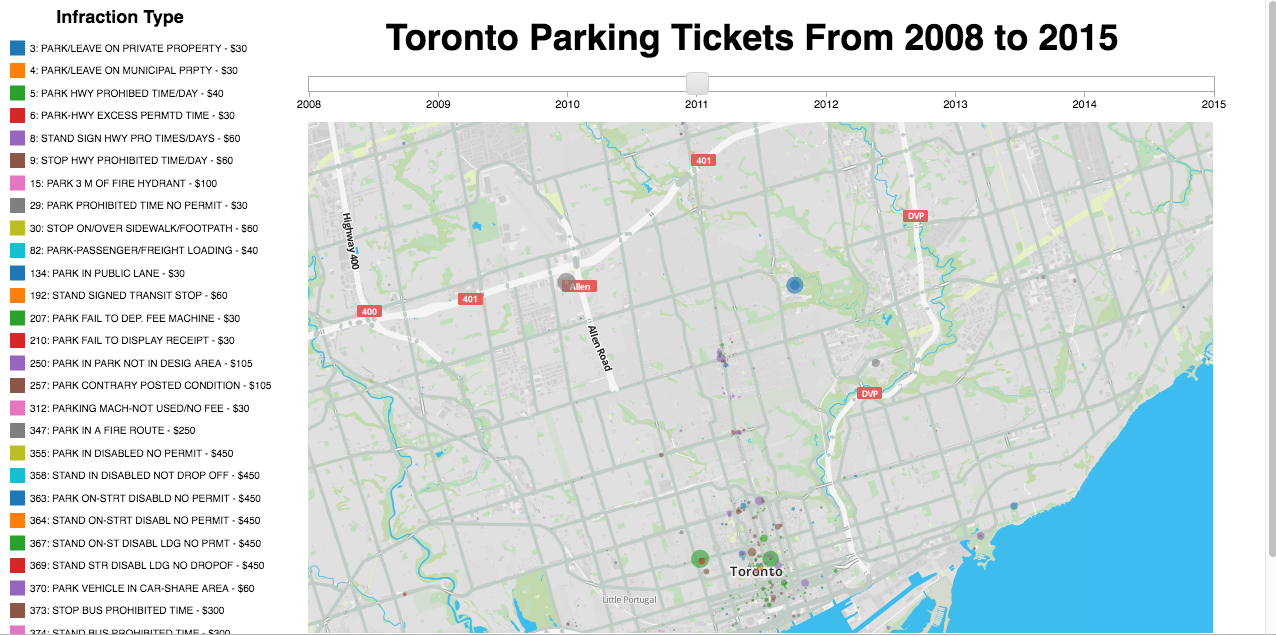 Infraction Type
3: PARK/LEAVE ON PRIVATE PROPERTY - $30
4: PARK/LEAVE ON MUNICIPAL PRPTY - $30
5: PARK HWY PROHIBED TIME/DAY - $40
6: PARK-HWY EXCESS PERMTD TIME - $30
8: STAND SIGN HWY PRO TIMES/DAYS - $60
9: STOP HWY PROHIBITED TIME/DAY - $60
15: PARK 3 M OF FIRE HYDRANT - $100
29: PARK PROHIBITED TIME NO PERMIT - $30
30: STOP ON/OVER SIDEWALK/FOOTPATH - $60
82: PARK-PASSENGER/FREIGHT LOADING - $40
134: PARK IN PUBLIC LANE - $30
192: STAND SIGNED TRANSIT STOP - $60
207: PARK FAIL TO DEP. FEE MACHINE - $30
210: PARK FAIL TO DISPLAY RECEIPT - $30
250: PARK IN PARK NOT IN DESIG AREA - $105
257: PARK CONTRARY POSTED CONDITION - $105
312: PARKING MACH-NOT USED/NO FEE - $30
347: PARK IN A FIRE ROUTE - $250
355: PARK IN DISABLED NO PERMIT - $450
358: STAND IN DISABLED NOT DROP OFF - $450
363: PARK ON-STRT DISABLD NO PERMIT - $450
364: STAND ON-STRT DISABL NO PERMIT - $450
367: STAND ON-ST DISABL LDG NO PRMT - $450
369: STAND STR DISABL LDG NO DROPOF - $450
370: PARK VEHICLE IN CAR-SHARE AREA - $60
373: STOP BUS PROHIBITED TIME - $300
374: STAND BUS PROHIBITED TIME - $300
Toronto Parking Tickets From 2008 to 2015
2008 2009 2010 2011 2012 2013 2014 2015
401
DVP
Highway 400
Allen
401
400
Allen Road
DVP
Toronto
Little Portugal